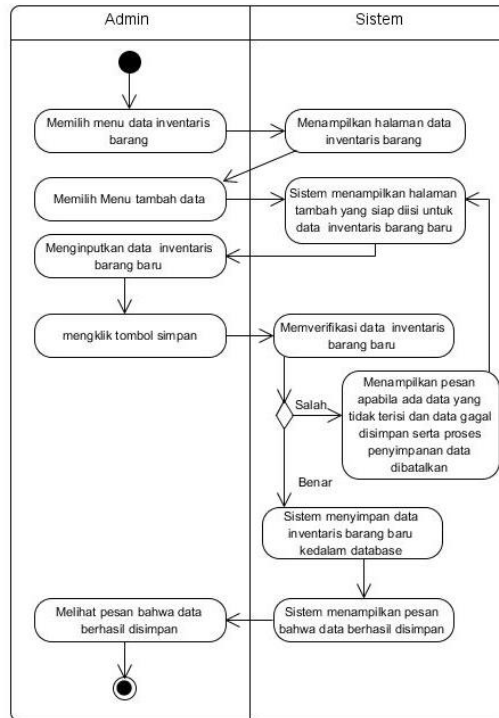 Admin
Sistem
Memilih menu data inventaris
barang
Menampilkan halaman data
inventaris barang
Memilih Menu tambah data
Sistem menampilkan halaman
tambah yang siap diisi untuk
data inventaris barang baru
Menginputkan data inventaris
barang baru
mengklik tombol simpan
Memverifikasi data inventaris
barang baru
Salah
Menampilkan pesan
apabila ada data yang
tidak terisi dan data gagal
disimpan serta proses
penyimpanan data
dibatalkan
Benar
Sistem menyimpan data
inventaris barang baru
kedalam database
Melihat pesan bahwa data
berhasil disimpan
Sistem menampilkan pesan
bahwa data berhasil disimpan